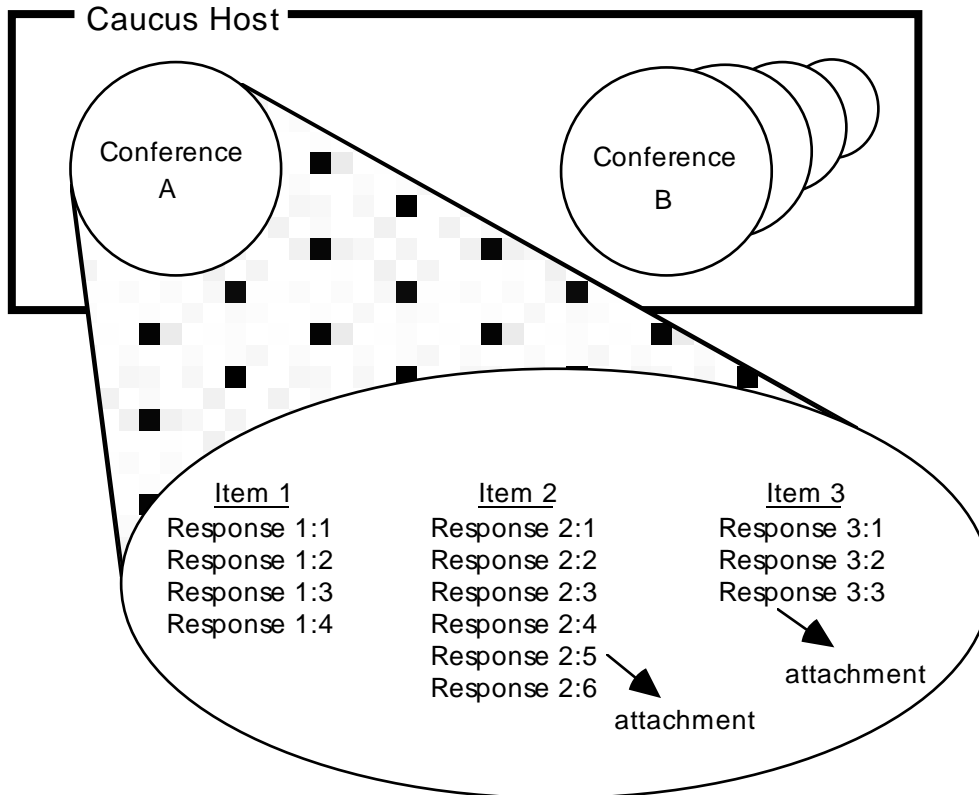 Caucus Host
Conference
A
Conference
B
Item 1
Response 1:1
Response 1:2
Response 1:3
Response 1:4
Item 2
Response 2:1
Response 2:2
Response 2:3
Response 2:4
Response 2:5
Response 2:6
attachment
Item 3
Response 3:1
Response 3:2
Response 3:3
attachment